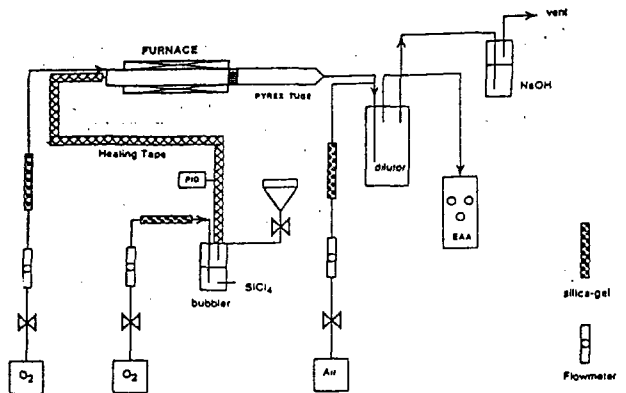 vent
FURNACE
NaOH
PYREX TUBE
Heating Tape
dilutor
PID
EAA
SiCl4
bubbler
silica-gel
O2
O2
Air
Flowmeter